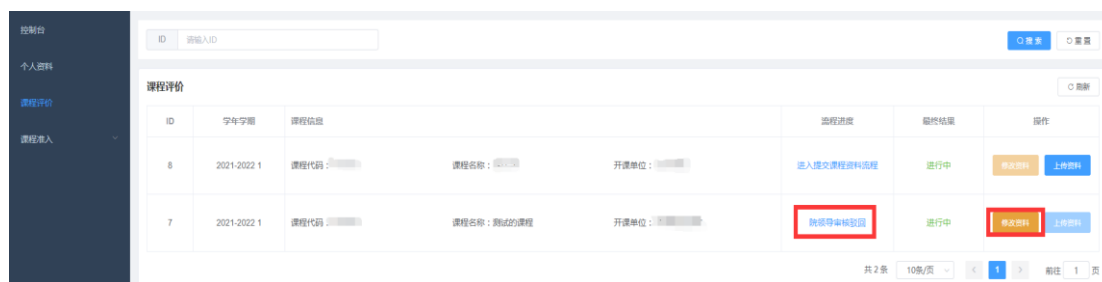 控制台
个人资料
课程评价
课程准入
ID 请输入ID
搜索 重置
课程评价 刷新
ID 学年学期 课程信息 流程进度 最终结果 操作
8 2021-2022 1 课程代码： 课程名称： 开课单位： 进入提交课程资料流程 进行中 修改资料 上传资料
7 2021-2022 1 课程代码： 课程名称：测试的课程 开课单位： 院领导审核驳回 进行中 修改资料 上传资料
共 2 条 10条/页 < 1 > 前往 1 页